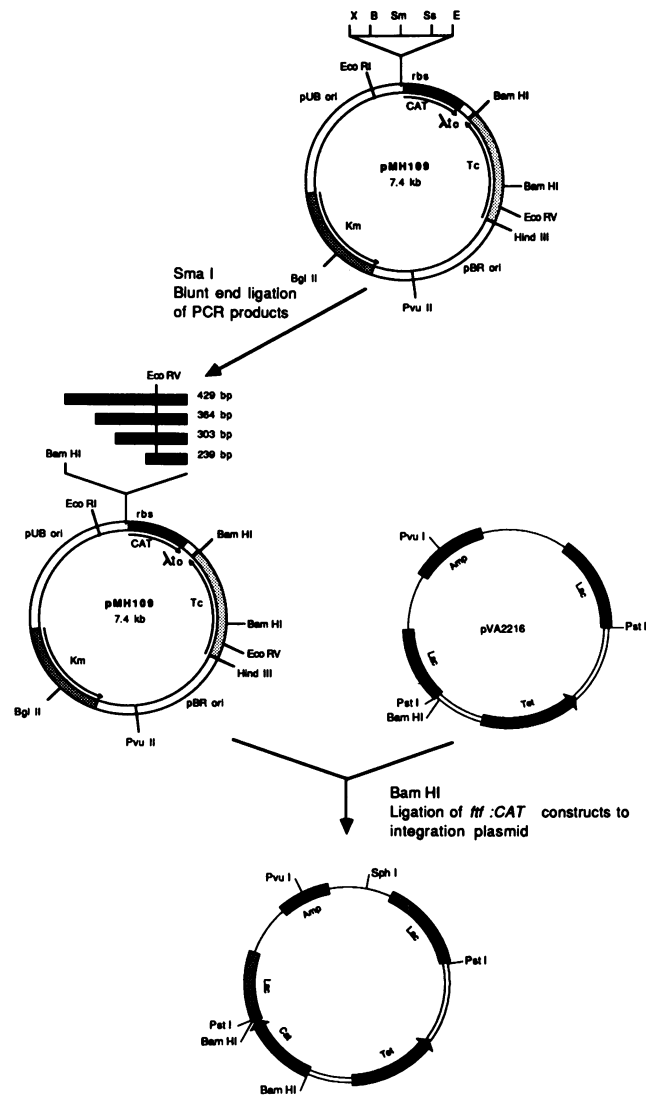 X B Sm Ss E
Eco RI
rbs
pUB ori
Bam HI
CAT
λto
pMH109
7.4 kb
Tc
Bam HI
Km
Eco RV
Hind III
Bgl II
pBR ori
Pvu II
Sma I
Blunt end ligation
of PCR products
Eco RV
429 bp
364 bp
303 bp
239 bp
Bam HI
Eco RI
rbs
pUB ori
Bam HI
CAT
λto
pMH109
7.4 kb
Tc
Bam HI
Km
Eco RV
Hind III
Bgl II
pBR ori
Pvu II
Pvu I
Amp
Lac
pVA2216
Pst I
Lac
Pst I
Bam HI
Tet
Bam HI
Ligation of ftf :CAT constructs to
integration plasmid
Pvu I
Sph I
Amp
Lac
Pst I
Lac
Pst I
Bam HI
Cat
Tet
Bam HI